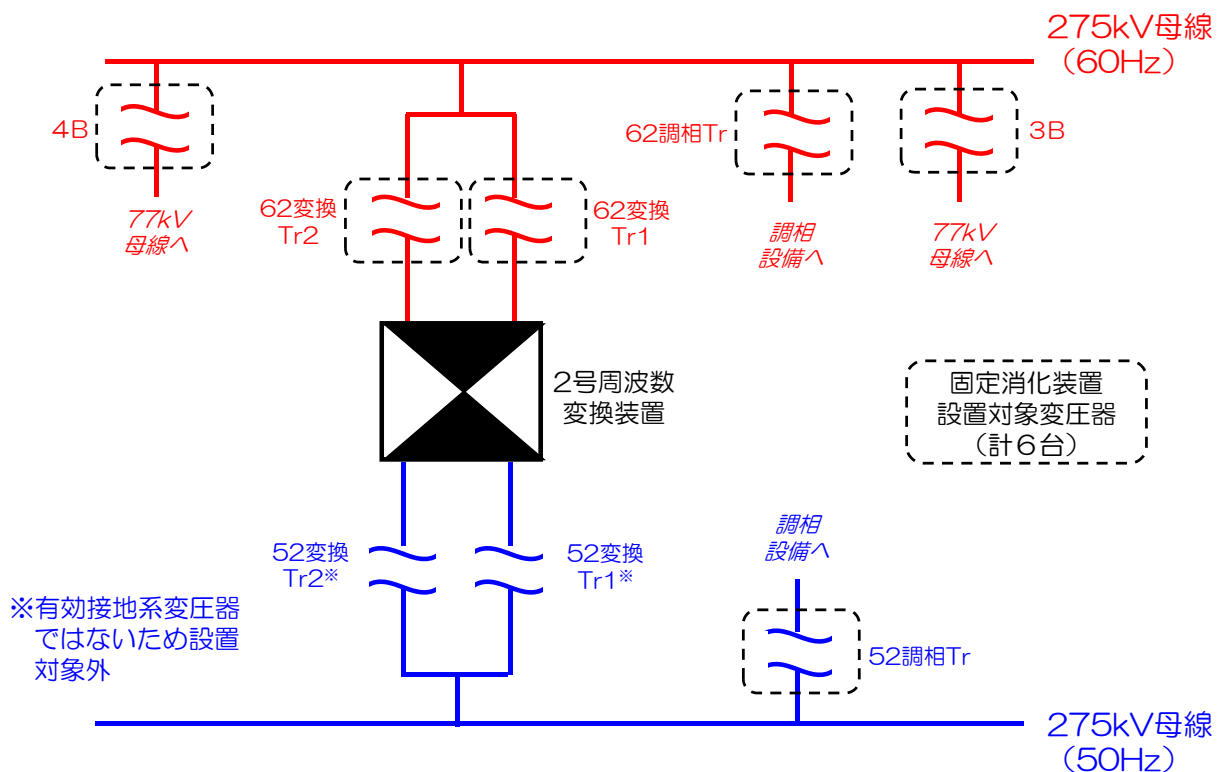 275kV母線
(60Hz)
4B
62調相Tr
3B
77kV
母線へ
62変換
Tr2
62変換
Tr1
調相
設備へ
77kV
母線へ
2号周波数
変換装置
固定消化装置
設置対象変圧器
(計6台)
調相
設備へ
52変換
Tr2※
52変換
Tr1※
※有効接地系変圧器
ではないため設置
対象外
52調相Tr
275kV母線
(50Hz)